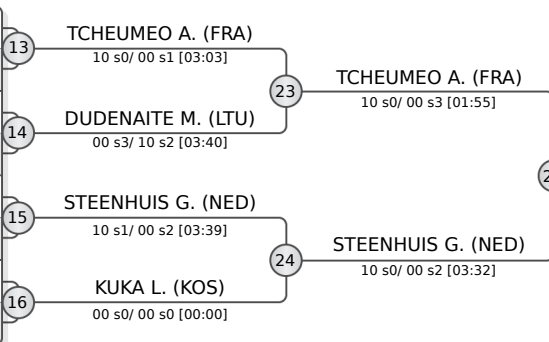 13
TCHEUMEO A. (FRA)
10 s0/ 00 s1 [03:03]
23
TCHEUMEO A. (FRA)
10 s0/ 00 s3 [01:55]
14
DUDENAITE M. (LTU)
00 s3/ 10 s2 [03:40]
15
STEENHUIS G. (NED)
10 s1/ 00 s2 [03:39]
24
STEENHUIS G. (NED)
10 s0/ 00 s2 [03:32]
16
KUKA L. (KOS)
00 s0/ 00 s0 [00:00]